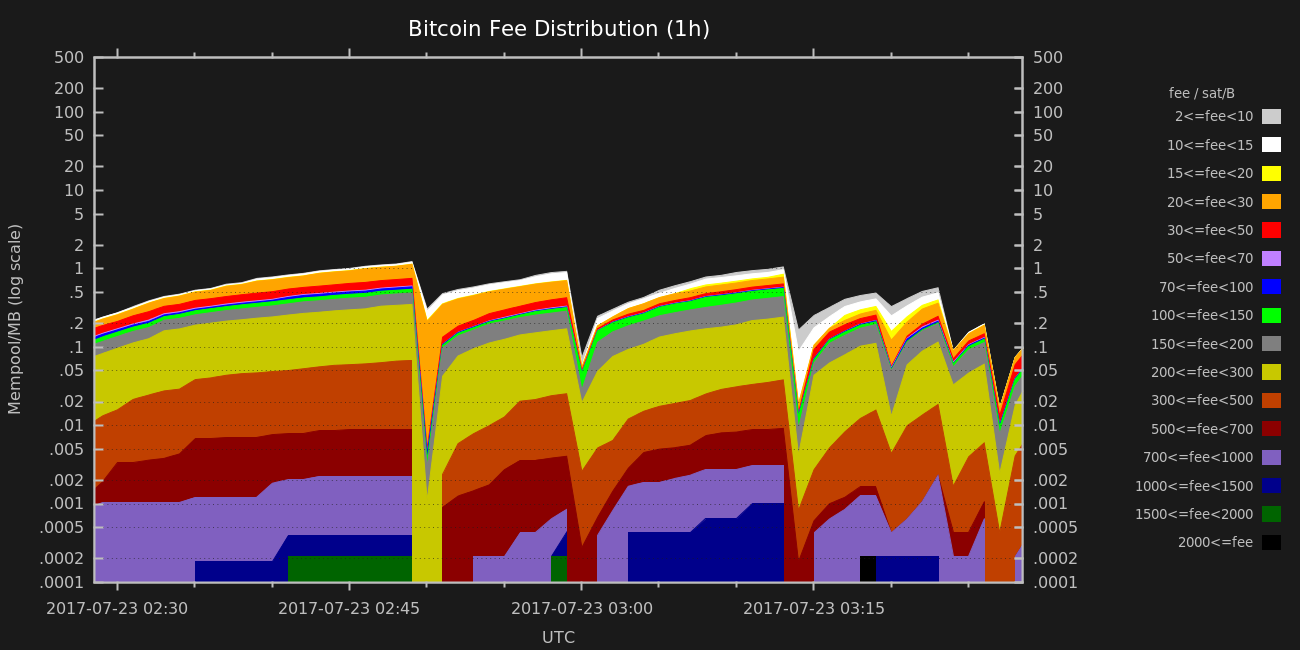 Bitcoin Fee Distribution (1h)
500 500
200 200
100 100
50 50
20 20
10 10
5 5
2 2
1 1
.5 .5
.2 .2
.1 .1
.05 .05
.02 .02
.01 .01
.005 .005
.002 .002
.001 .001
.0005 .0005
.0002 .0002
.0001 .0001
Mempool/MB (log scale)
2017-07-23 02:30 2017-07-23 02:45 2017-07-23 03:00 2017-07-23 03:15
UTC
fee / sat/B
2<=fee<10
10<=fee<15
15<=fee<20
20<=fee<30
30<=fee<50
50<=fee<70
70<=fee<100
100<=fee<150
150<=fee<200
200<=fee<300
300<=fee<500
500<=fee<700
700<=fee<1000
1000<=fee<1500
1500<=fee<2000
2000<=fee